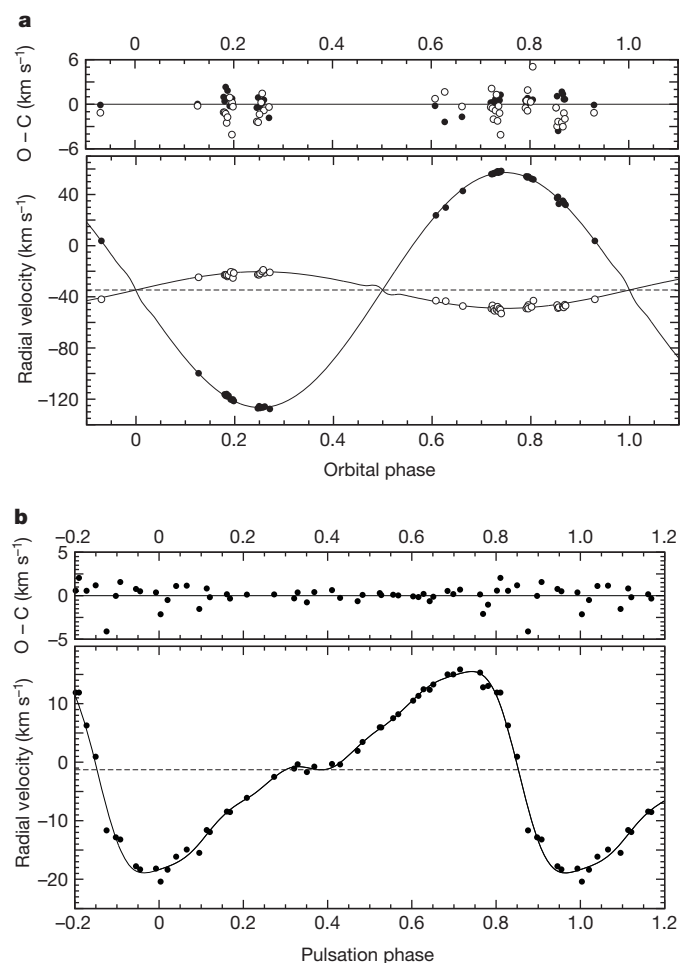 a
0 0.2 0.4 0.6 0.8 1.0
O – C (km s⁻¹)
6
0
−6
Radial velocity (km s⁻¹)
40
0
−40
−80
−120
0 0.2 0.4 0.6 0.8 1.0
Orbital phase
b
−0.2 0 0.2 0.4 0.6 0.8 1.0 1.2
O – C (km s⁻¹)
5
0
−5
Radial velocity (km s⁻¹)
10
0
−10
−20
−0.2 0.0 0.2 0.4 0.6 0.8 1.0 1.2
Pulsation phase